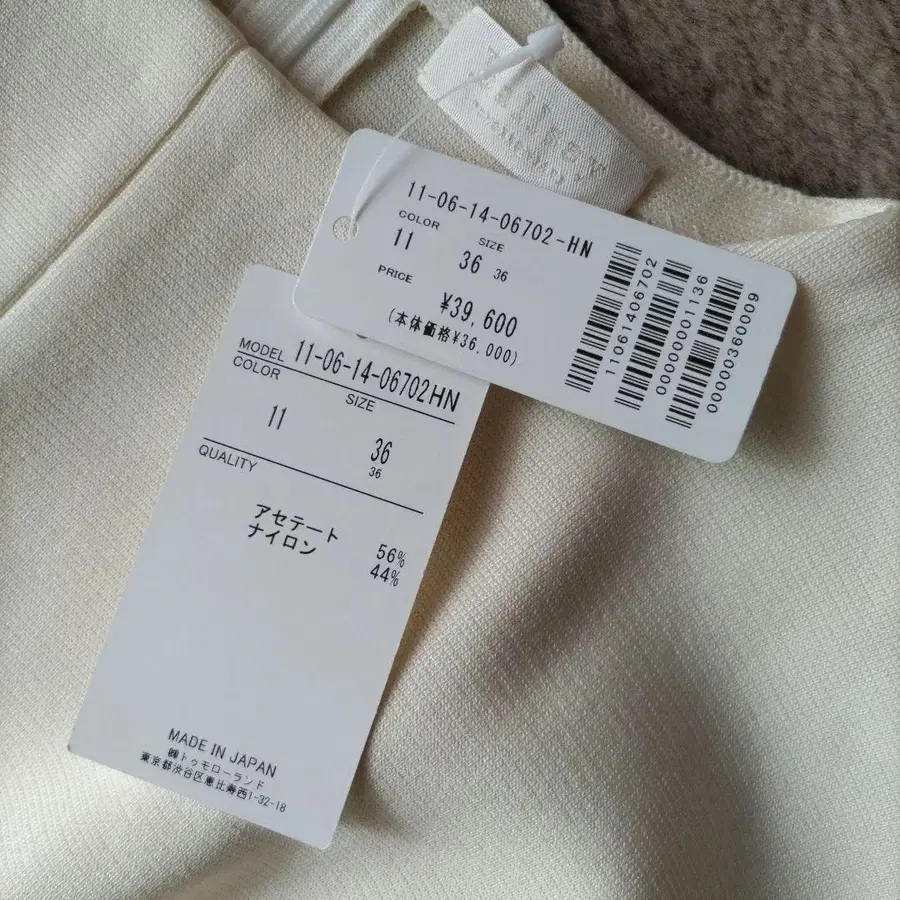 11-06-14-06702-HN
COLOR SIZE
11 36 36
PRICE
¥39,600
(本体価格¥36,000)
11061406702
0000000001136
0000036009
MODEL 11-06-14-06702HN
COLOR SIZE
11 36
36
QUALITY
アセテート 56%
ナイロン 44%
MADE IN JAPAN
㈱トゥモローランド
東京都渋谷区恵比寿西1-32-18